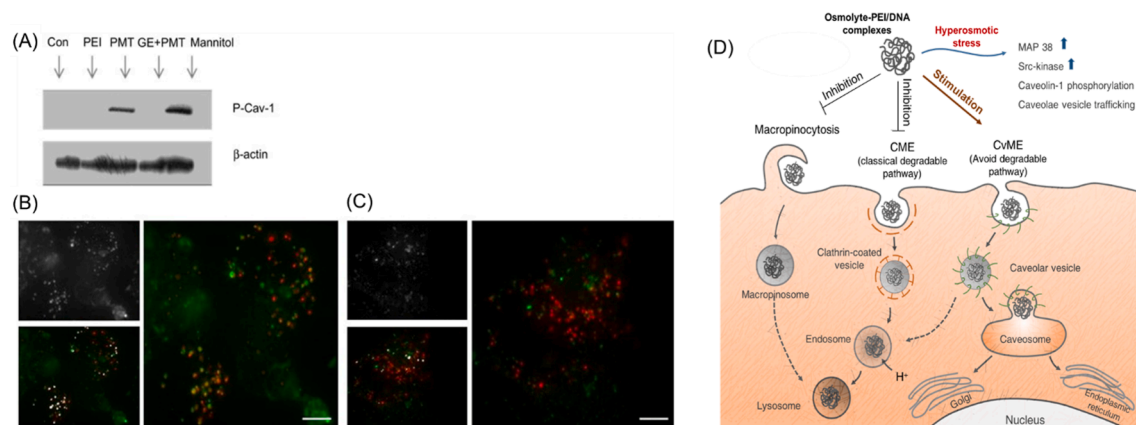 (A)
Con PEI PMT GE+PMT Mannitol
P-Cav-1
β-actin
(B)
(C)
(D)
Osmolyte-PEI/DNA
complexes
Hyperosmotic
stress
MAP 38
Src-kinase
Caveolin-1 phosphorylation
Caveolae vesicle trafficking
Inhibition
Inhibition
Stimulation
Macropinocytosis
CME
(classical degradable
pathway)
CvME
(Avoid degradable
pathway)
Clathrin-coated
vesicle
Caveolar vesicle
Macropinosome
Endosome
Caveosome
H⁺
Lysosome
Golgi
Endoplasmic
reticulum
Nucleus